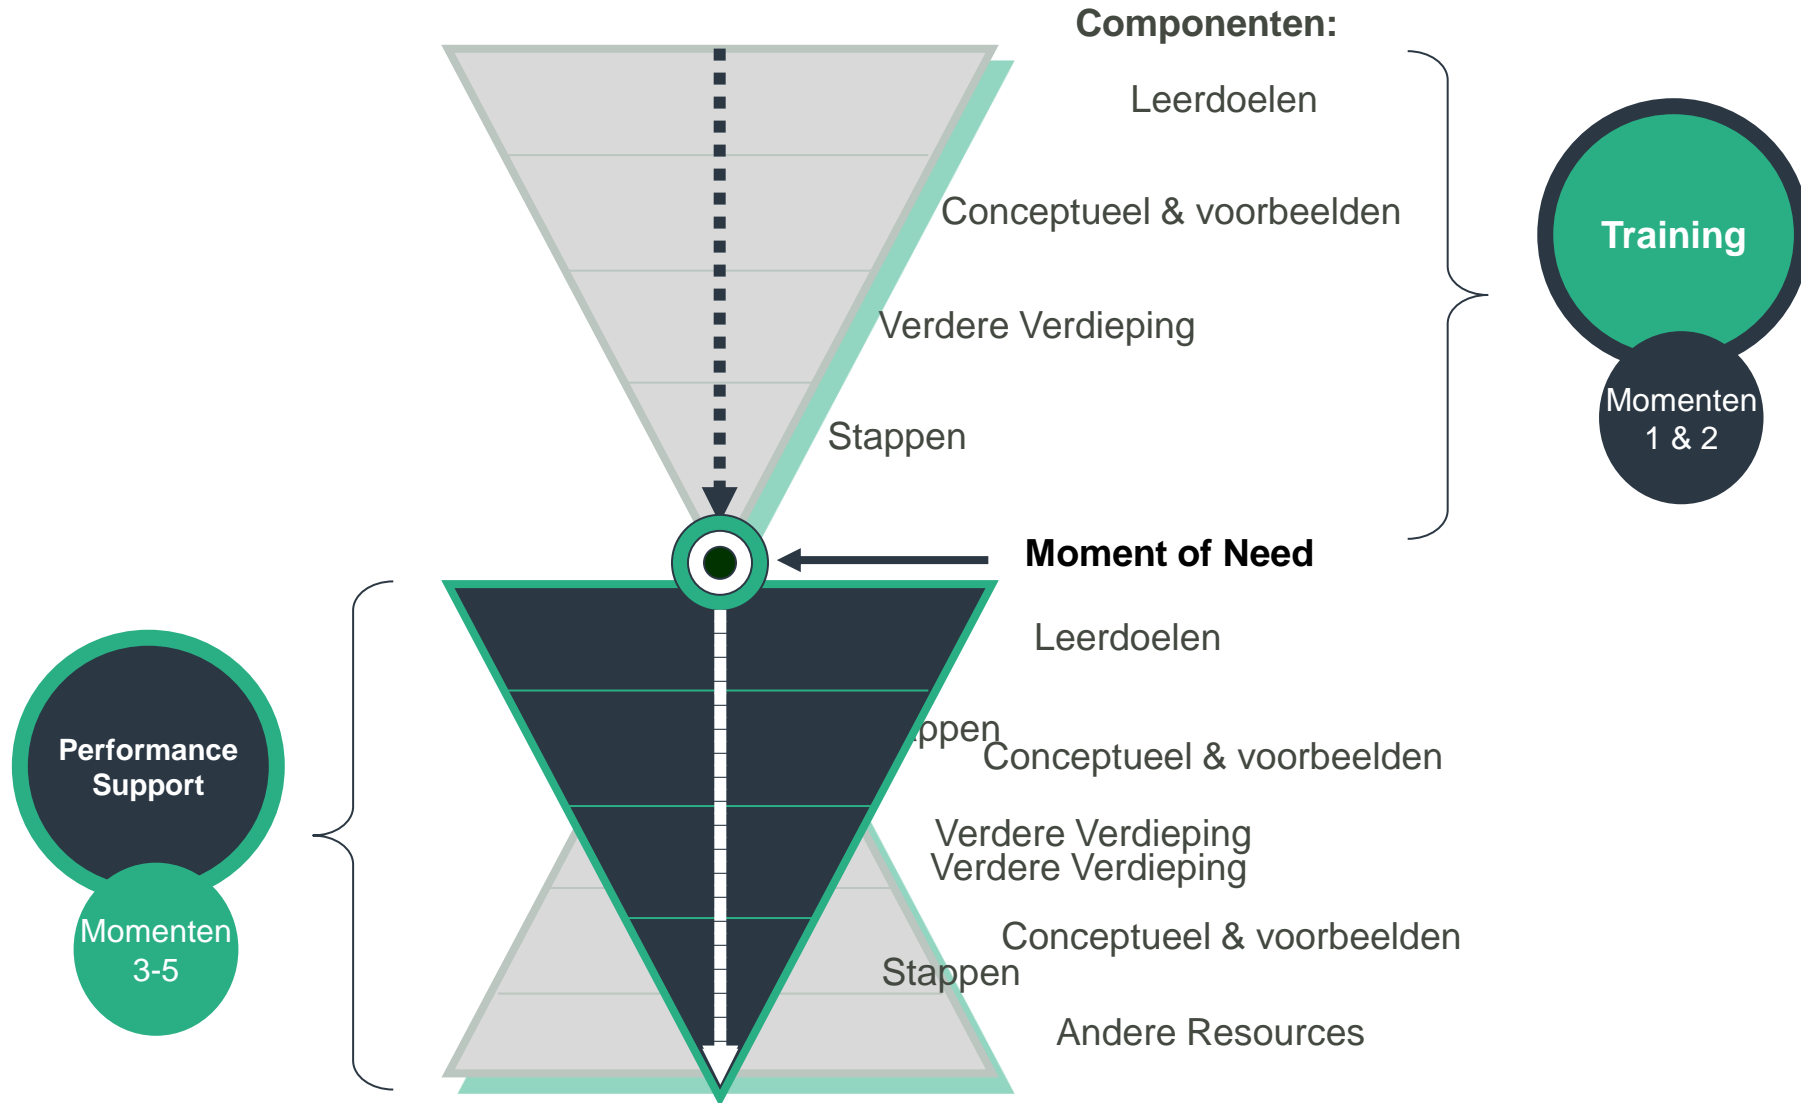 Componenten:
Leerdoelen
Conceptueel & voorbeelden
Training
Verdere Verdieping
Momenten
1 & 2
Stappen
Moment of Need
Leerdoelen
ppen
Conceptueel & voorbeelden
Performance
Support
Verdere Verdieping
Verdere Verdieping
Momenten
3-5
Conceptueel & voorbeelden
Stappen
Andere Resources